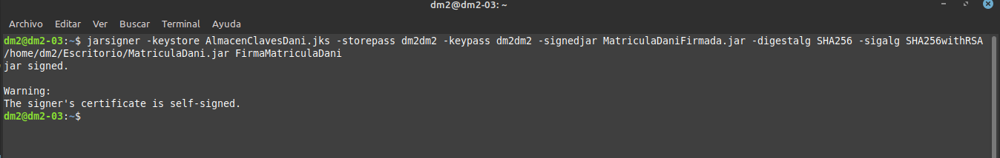 dm2@dm2-03: ~
Archivo Editar Ver Buscar Terminal Ayuda
dm2@dm2-03:~$ jarsigner -keystore AlmacenClavesDani.jks -storepass dm2dm2 -keypass dm2dm2 -signedjar MatriculaDaniFirmada.jar -digestalg SHA256 -sigalg SHA256withRSA
/home/dm2/Escritorio/MatriculaDani.jar FirmaMatriculaDani
jar signed.
Warning:
The signer's certificate is self-signed.
dm2@dm2-03:~$